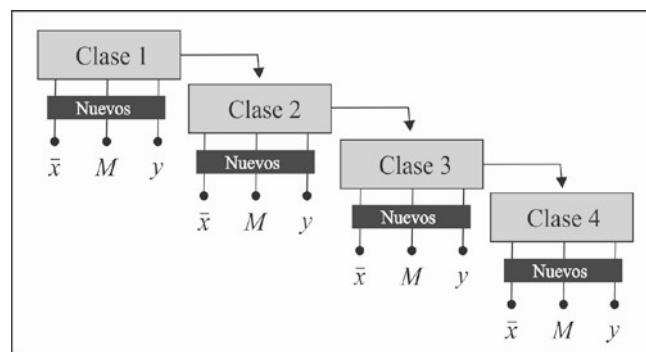 Clase 1
Nuevos
x̄ M y
Clase 2
Nuevos
x̄ M y
Clase 3
Nuevos
x̄ M y
Clase 4
Nuevos
x̄ M y